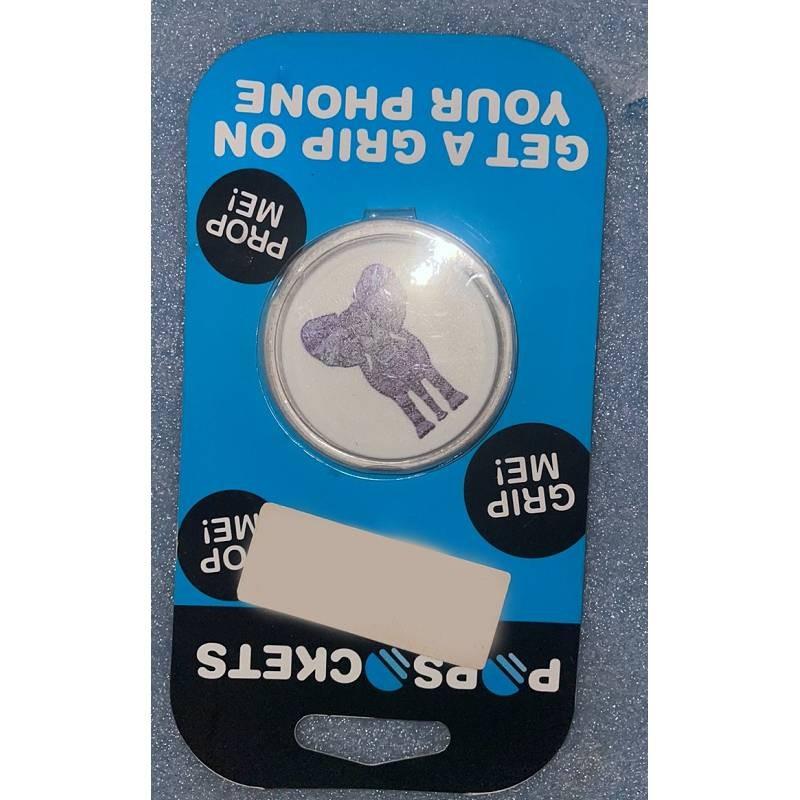 POPSOCKETS
ME!
GRIP
ME!
PROP
ME!
GET A GRIP ON
YOUR PHONE